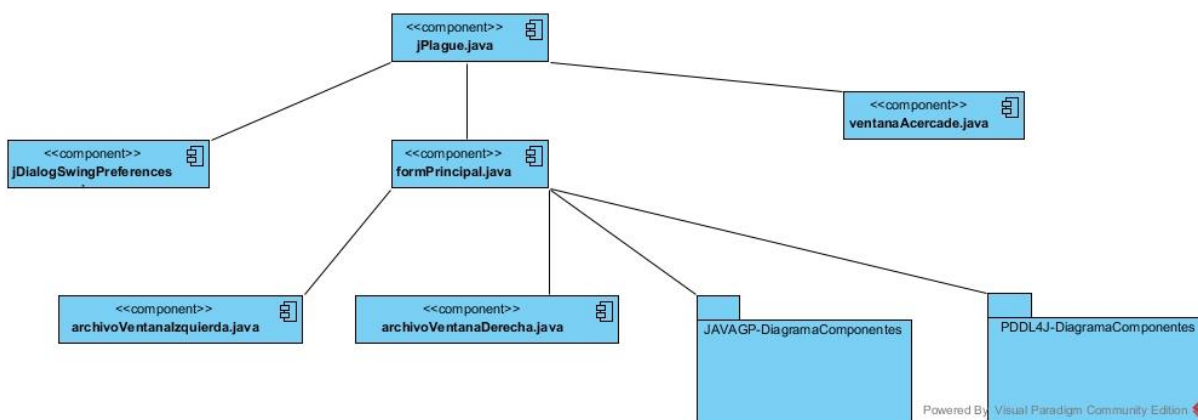 <<component>>
jPlague.java
<<component>>
ventanaAcercade.java
<<component>>
jDialogSwingPreferences
<<component>>
formPrincipal.java
<<component>>
archivoVentanaIzquierda.java
<<component>>
archivoVentanaDerecha.java
JAVAGP-DiagramaComponentes
PDDL4J-DiagramaComponentes
Powered By Visual Paradigm Community Edition